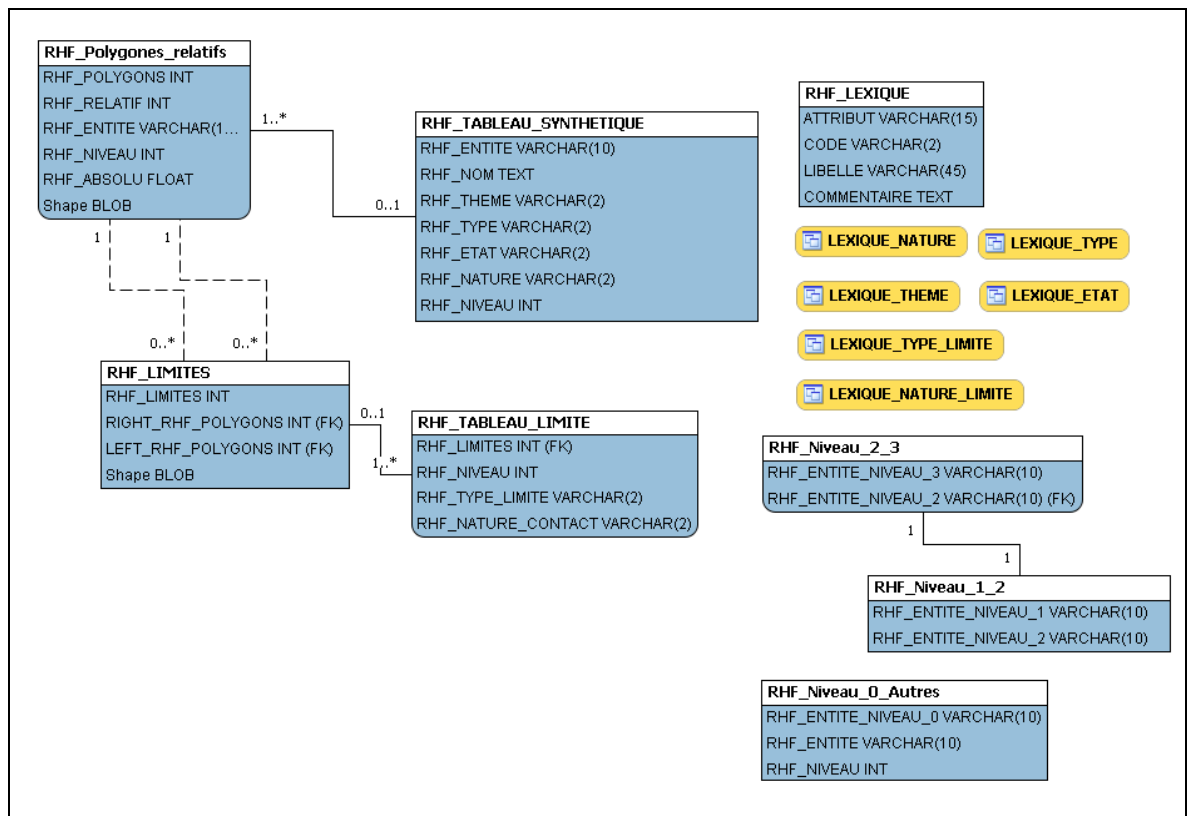 RHF_Polygones_relatifs
RHF_POLYGONS INT
RHF_RELATIF INT
RHF_ENTITE VARCHAR(1...
RHF_NIVEAU INT
RHF_ABSOLU FLOAT
Shape BLOB
1..*
0..1
1
1
0..*
0..*
RHF_TABLEAU_SYNTHETIQUE
RHF_ENTITE VARCHAR(10)
RHF_NOM TEXT
RHF_THEME VARCHAR(2)
RHF_TYPE VARCHAR(2)
RHF_ETAT VARCHAR(2)
RHF_NATURE VARCHAR(2)
RHF_NIVEAU INT
RHF_LIMITES
RHF_LIMITES INT
RIGHT_RHF_POLYGONS INT (FK)
LEFT_RHF_POLYGONS INT (FK)
Shape BLOB
0..1
1..*
RHF_TABLEAU_LIMITE
RHF_LIMITES INT (FK)
RHF_NIVEAU INT
RHF_TYPE_LIMITE VARCHAR(2)
RHF_NATURE_CONTACT VARCHAR(2)
RHF_LEXIQUE
ATTRIBUT VARCHAR(15)
CODE VARCHAR(2)
LIBELLE VARCHAR(45)
COMMENTAIRE TEXT
LEXIQUE_NATURE
LEXIQUE_TYPE
LEXIQUE_THEME
LEXIQUE_ETAT
LEXIQUE_TYPE_LIMITE
LEXIQUE_NATURE_LIMITE
RHF_Niveau_2_3
RHF_ENTITE_NIVEAU_3 VARCHAR(10)
RHF_ENTITE_NIVEAU_2 VARCHAR(10) (FK)
1
1
RHF_Niveau_1_2
RHF_ENTITE_NIVEAU_1 VARCHAR(10)
RHF_ENTITE_NIVEAU_2 VARCHAR(10)
RHF_Niveau_0_Autres
RHF_ENTITE_NIVEAU_0 VARCHAR(10)
RHF_ENTITE VARCHAR(10)
RHF_NIVEAU INT